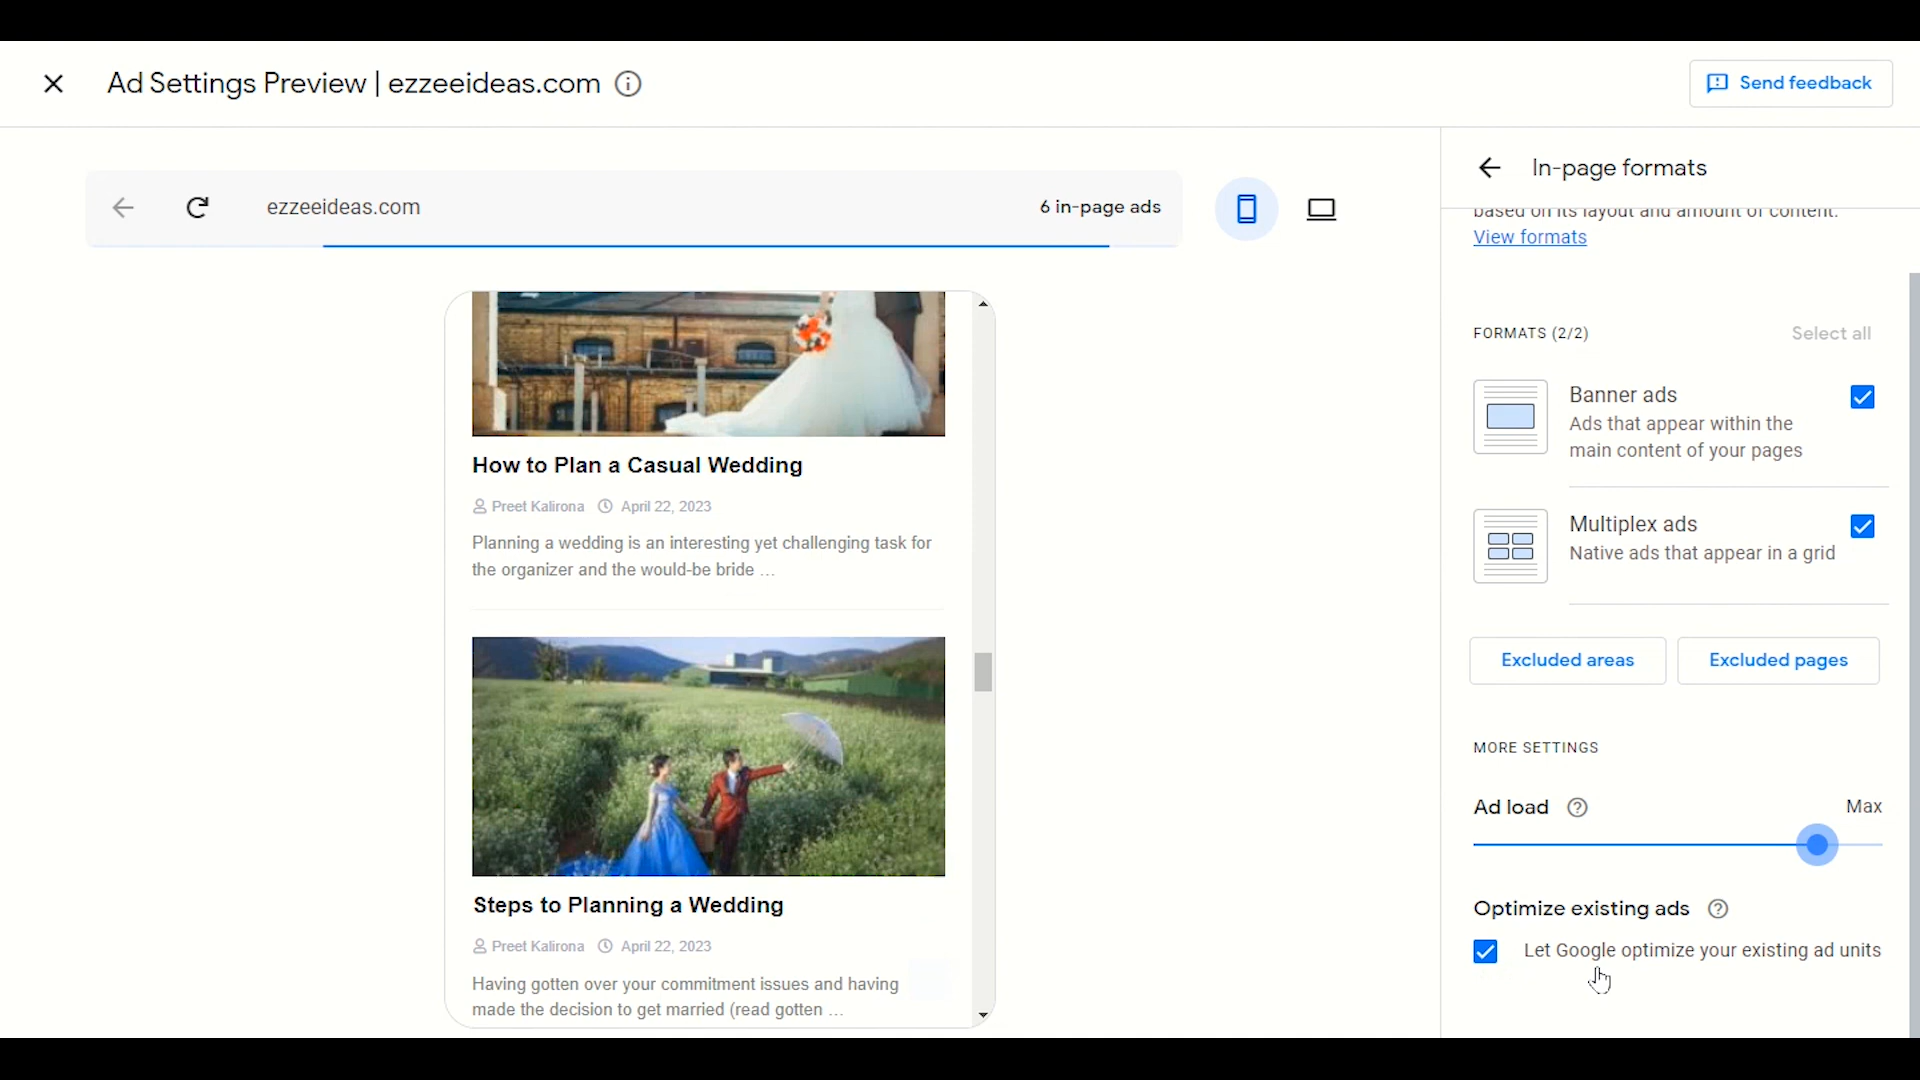 Ad Settings Preview | ezzeeideas.com
Send feedback
ezzeeideas.com
6 in-page ads
In-page formats
based on its layout and amount of content.
View formats
FORMATS (2/2)
Select all
Banner ads
Ads that appear within the
main content of your pages
Multiplex ads
Native ads that appear in a grid
Excluded areas
Excluded pages
MORE SETTINGS
Ad load
Max
Optimize existing ads
Let Google optimize your existing ad units
How to Plan a Casual Wedding
Preet Kalirona April 22, 2023
Planning a wedding is an interesting yet challenging task for
the organizer and the would-be bride ...
Steps to Planning a Wedding
Preet Kalirona April 22, 2023
Having gotten over your commitment issues and having
made the decision to get married (read gotten ...